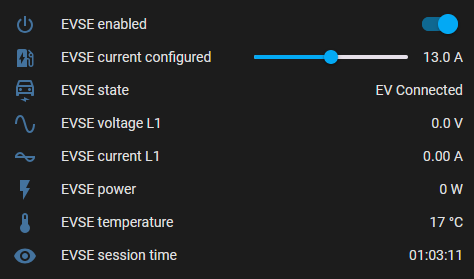 EVSE enabled
EVSE current configured 13.0 A
EVSE state EV Connected
EVSE voltage L1 0.0 V
EVSE current L1 0.00 A
EVSE power 0 W
EVSE temperature 17 °C
EVSE session time 01:03:11